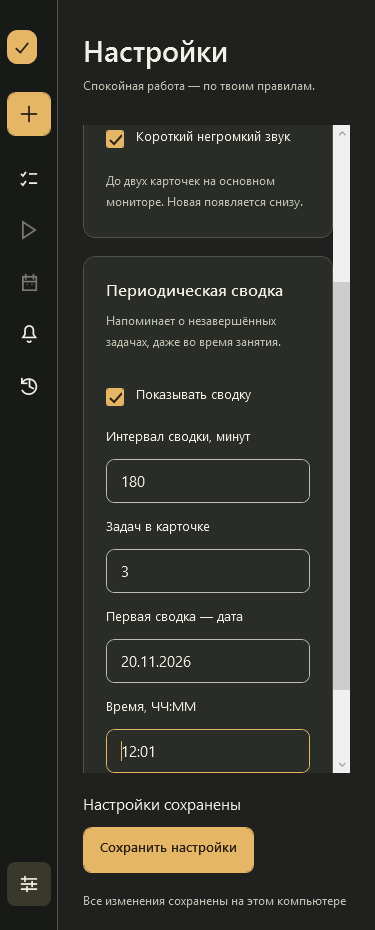 Настройки
Спокойная работа — по твоим правилам.
Короткий негромкий звук
До двух карточек на основном
мониторе. Новая появляется снизу.
Периодическая сводка
Напоминает о незавершённых
задачах, даже во время занятия.
Показывать сводку
Интервал сводки, минут
180
Задач в карточке
3
Первая сводка — дата
20.11.2026
Время, ЧЧ:ММ
12:01
Настройки сохранены
Сохранить настройки
Все изменения сохранены на этом компьютере